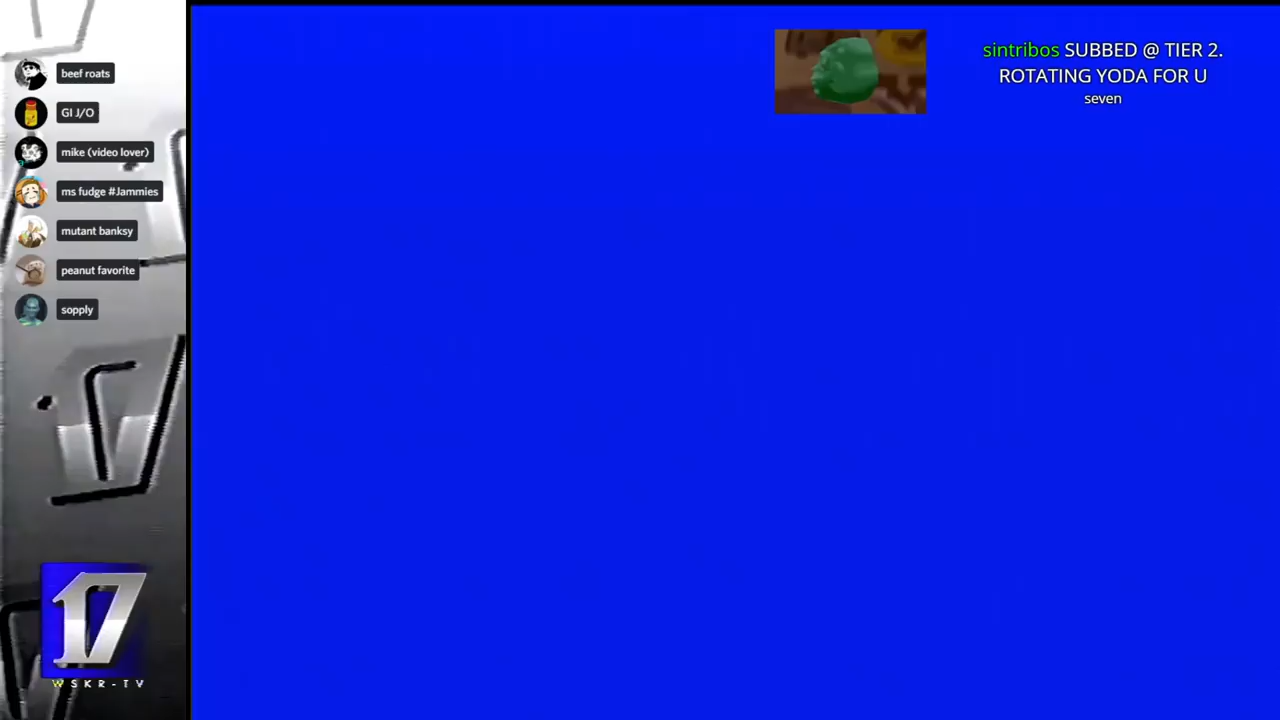 beef roats
GI J/O
mike (video lover)
ms fudge #Jammies
mutant banksy
peanut favorite
sopply
17
WSKR-TV
sintribos SUBBED @ TIER 2.
ROTATING YODA FOR U
seven